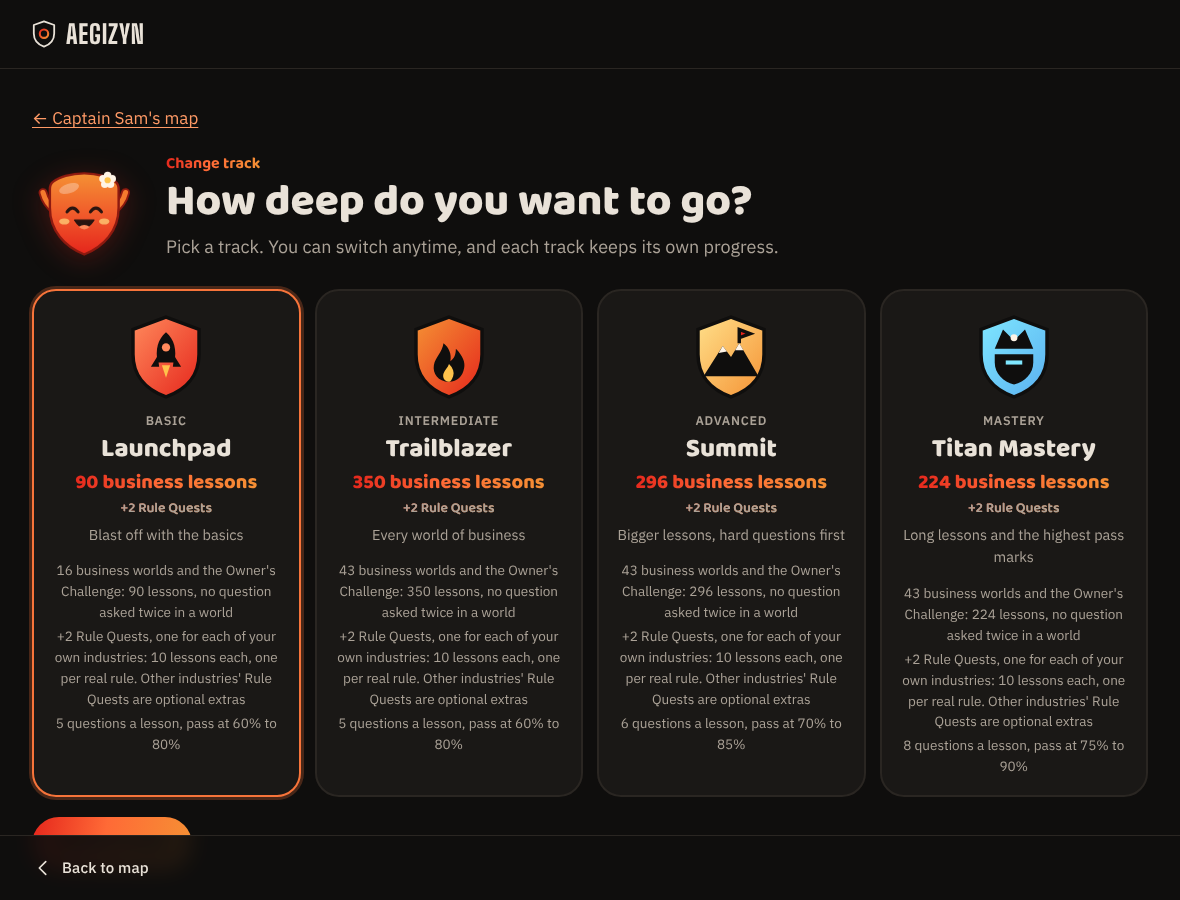 AEGIZYN
← Captain Sam's map
Change track
How deep do you want to go?
Pick a track. You can switch anytime, and each track keeps its own progress.
BASIC
Launchpad
90 business lessons
+2 Rule Quests
Blast off with the basics
16 business worlds and the Owner's
Challenge: 90 lessons, no question
asked twice in a world
+2 Rule Quests, one for each of your
own industries: 10 lessons each, one
per real rule. Other industries' Rule
Quests are optional extras
5 questions a lesson, pass at 60% to
80%
INTERMEDIATE
Trailblazer
350 business lessons
+2 Rule Quests
Every world of business
43 business worlds and the Owner's
Challenge: 350 lessons, no question
asked twice in a world
+2 Rule Quests, one for each of your
own industries: 10 lessons each, one
per real rule. Other industries' Rule
Quests are optional extras
5 questions a lesson, pass at 60% to
80%
ADVANCED
Summit
296 business lessons
+2 Rule Quests
Bigger lessons, hard questions first
43 business worlds and the Owner's
Challenge: 296 lessons, no question
asked twice in a world
+2 Rule Quests, one for each of your
own industries: 10 lessons each, one
per real rule. Other industries' Rule
Quests are optional extras
6 questions a lesson, pass at 70% to
85%
MASTERY
Titan Mastery
224 business lessons
+2 Rule Quests
Long lessons and the highest pass
marks
43 business worlds and the Owner's
Challenge: 224 lessons, no question
asked twice in a world
+2 Rule Quests, one for each of your
own industries: 10 lessons each, one
per real rule. Other industries' Rule
Quests are optional extras
8 questions a lesson, pass at 75% to
90%
Back to map